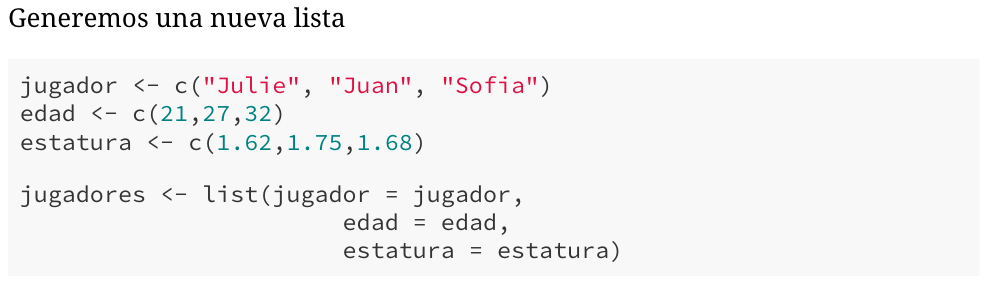 Generemos una nueva lista
jugador <- c("Julie", "Juan", "Sofia")
edad <- c(21,27,32)
estatura <- c(1.62,1.75,1.68)
jugadores <- list(jugador = jugador,
edad = edad,
estatura = estatura)